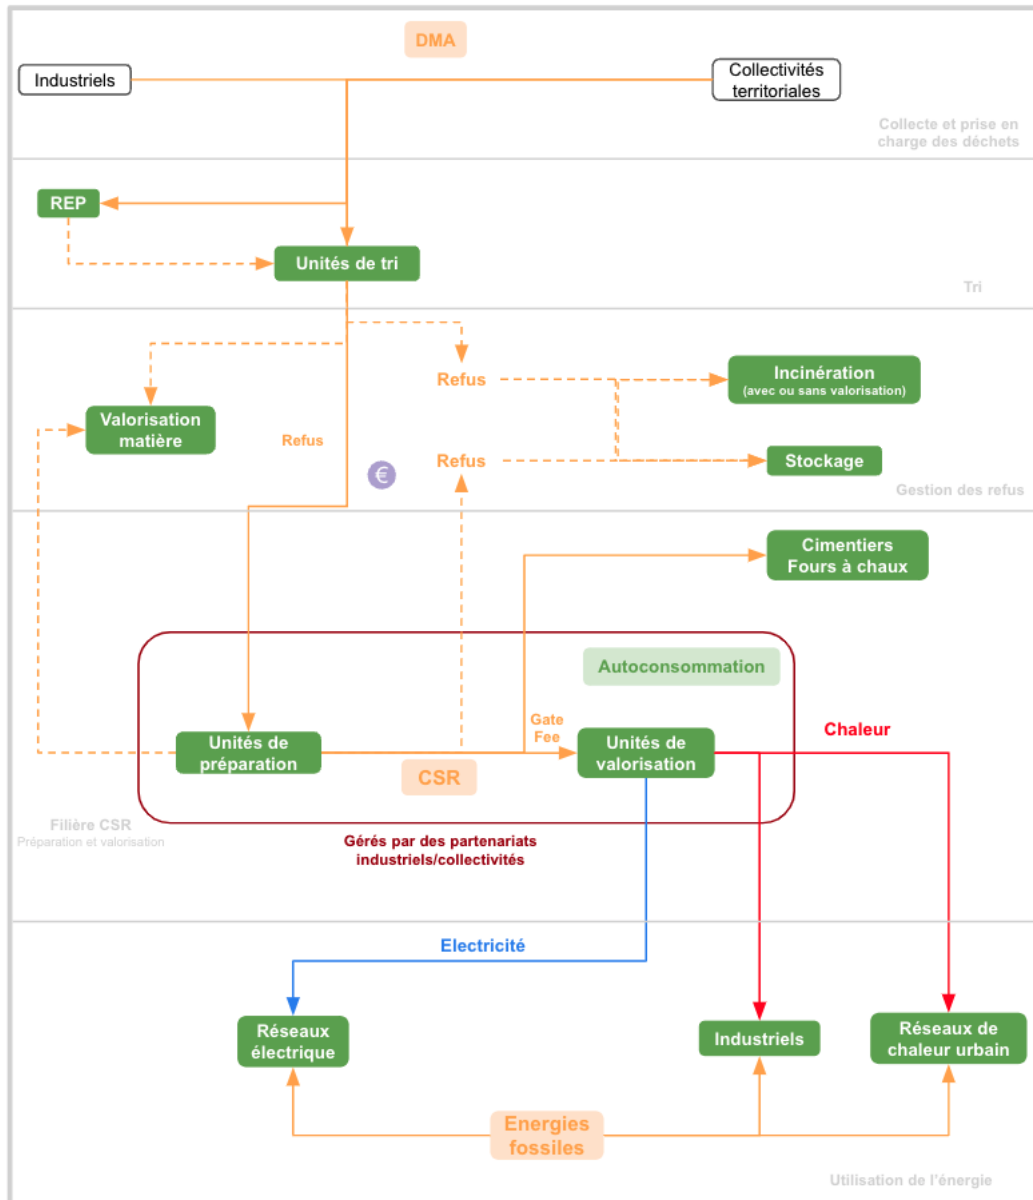 DMA
Industriels
Collectivités
territoriales
Collecte et prise en
charge des déchets
REP
Unités de tri
Tri
Refus
Incinération
(avec ou sans valorisation)
Valorisation
matière
Refus
Refus
Stockage
€
Gestion des refus
Cimentiers
Fours à chaux
Autoconsommation
Gate
Fee
Chaleur
Unités de
préparation
Unités de
valorisation
CSR
Filière CSR
Préparation et valorisation
Gérés par des partenariats
industriels/collectivités
Electricité
Réseaux
électrique
Industriels
Réseaux de
chaleur urbain
Energies
fossiles
Utilisation de l'énergie